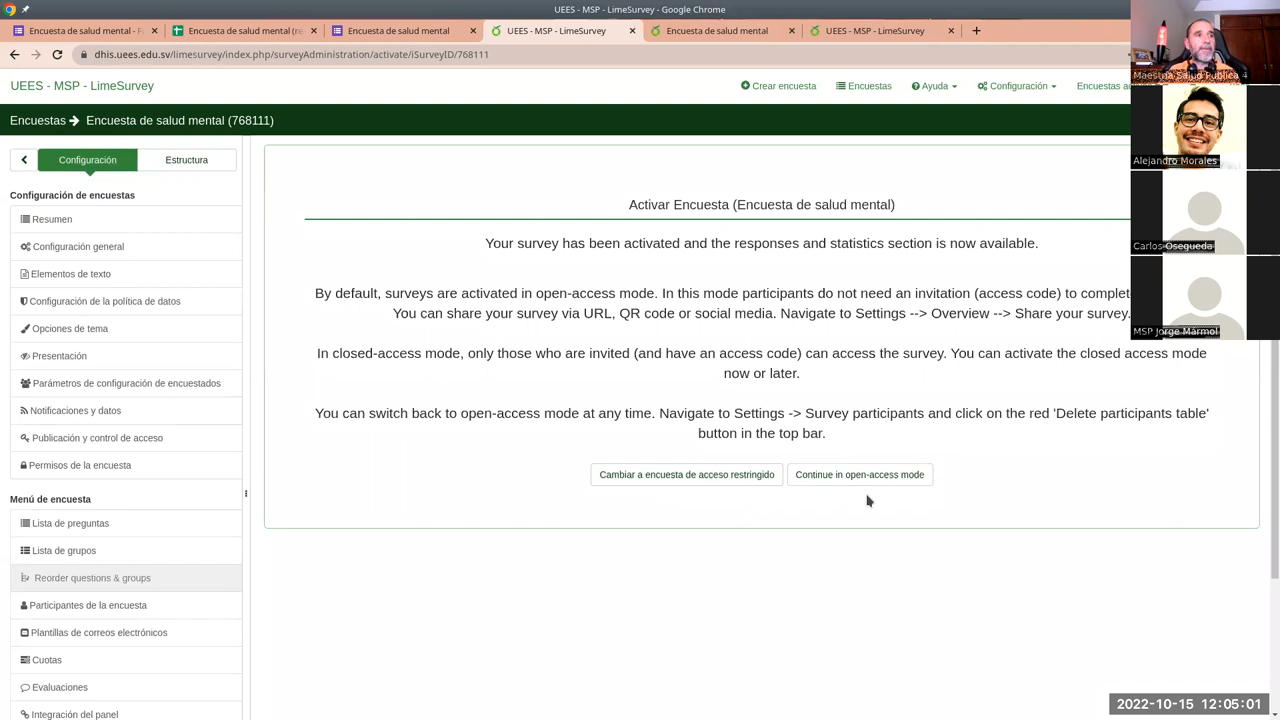 UEES - MSP - LimeSurvey - Google Chrome
Encuesta de salud mental
Encuesta de salud mental (re
Encuesta de salud mental
UEES - MSP - LimeSurvey
Encuesta de salud mental
UEES - MSP - LimeSurvey
dhis.uees.edu.sv/limesurvey/index.php/surveyAdministration/activate/iSurveyID/768111
UEES - MSP - LimeSurvey
Crear encuesta
Encuestas
Ayuda
Configuración
Encuestas
Encuestas → Encuesta de salud mental (768111)
Configuración
Estructura
Configuración de encuestas
Resumen
Configuración general
Elementos de texto
Configuración de la política de datos
Opciones de tema
Presentación
Parámetros de configuración de encuestados
Notificaciones y datos
Publicación y control de acceso
Permisos de la encuesta
Menú de encuesta
Lista de preguntas
Lista de grupos
Reorder questions & groups
Participantes de la encuesta
Plantillas de correos electrónicos
Cuotas
Evaluaciones
Integración del panel
Activar Encuesta (Encuesta de salud mental)
Your survey has been activated and the responses and statistics section is now available.
By default, surveys are activated in open-access mode. In this mode participants do not need an invitation (access code) to complet
You can share your survey via URL, QR code or social media. Navigate to Settings --> Overview --> Share your survey.
In closed-access mode, only those who are invited (and have an access code) can access the survey. You can activate the closed access mode
now or later.
You can switch back to open-access mode at any time. Navigate to Settings -> Survey participants and click on the red 'Delete participants table'
button in the top bar.
Cambiar a encuesta de acceso restringido
Continue in open-access mode
Maestría Salud Pública 4
Alejandro Morales
Carlos Osegueda
MSP Jorge Mármol
2022-10-15 12:05:01